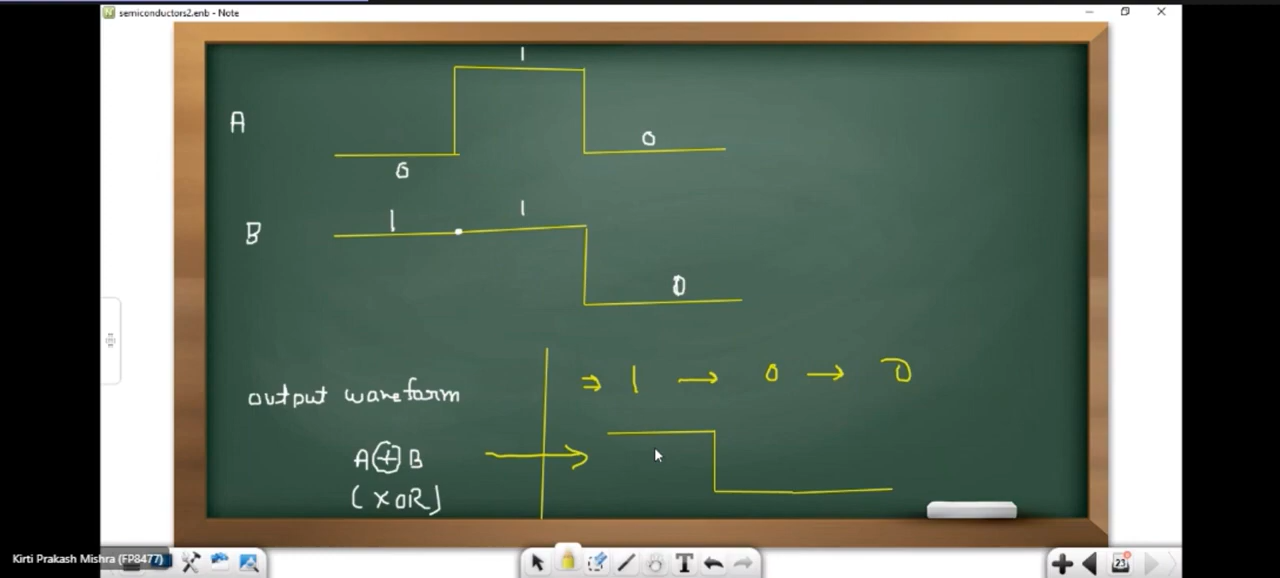 semiconductors2.enb - Note
1
A
0
0
1
1
B
0
⇒ 1 → 0 → 0
output waveform
A⊕B →
(XOR)
Kirti Prakash Mishra (FP8477)
T
23